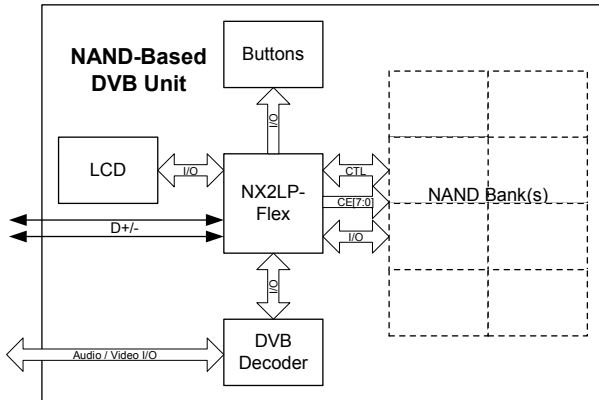 NAND-Based
DVB Unit
Buttons
I/O
LCD
I/O
NX2LP-
Flex
CTL
CE[7:0]
I/O
NAND Bank(s)
D+/-
I/O
DVB
Decoder
Audio / Video I/O